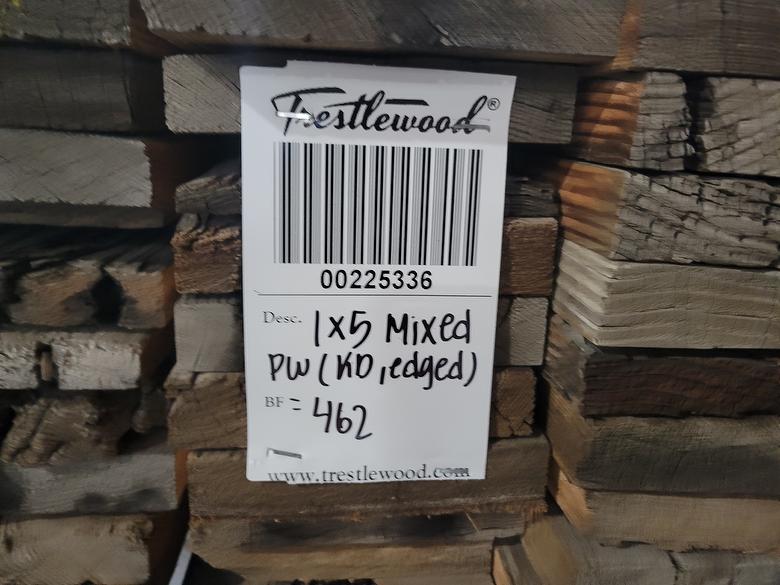 Trestlewood®
00225336
Desc. 1x5 Mixed
PW (KD, edged)
BF = 462
www.trestlewood.com